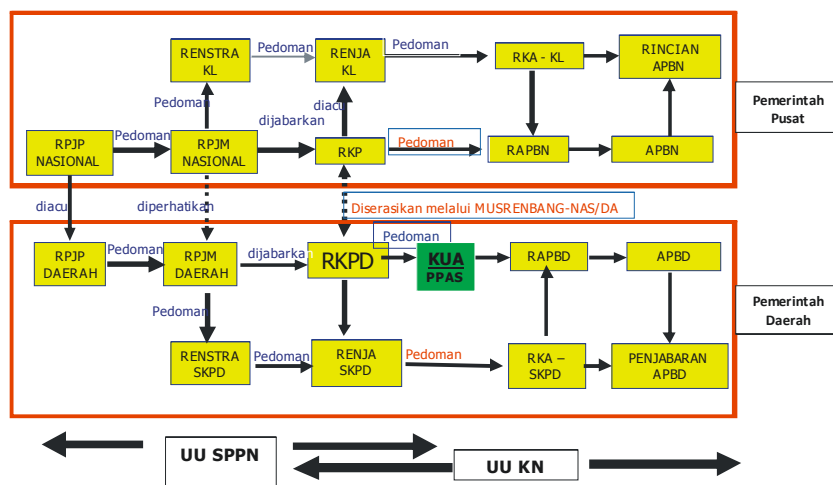 RENSTRA
KL
Pedoman
RENJA
KL
Pedoman
RKA - KL
RINCIAN
APBN
Pemerintah
Pusat
Pedoman
dijabarkan
diacu
RPJP
NASIONAL
Pedoman
RPJM
NASIONAL
RKP
Pedoman
RAPBN
APBN
diacu
diperhatikan
Diserasikan melalui MUSRENBANG-NAS/DA
RPJP
DAERAH
Pedoman
RPJM
DAERAH
dijabarkan
RKPD
Pedoman
KUA
PPAS
RAPBD
APBD
Pemerintah
Daerah
Pedoman
RENSTRA
SKPD
Pedoman
RENJA
SKPD
Pedoman
RKA –
SKPD
PENJABARAN
APBD
UU SPPN
UU KN